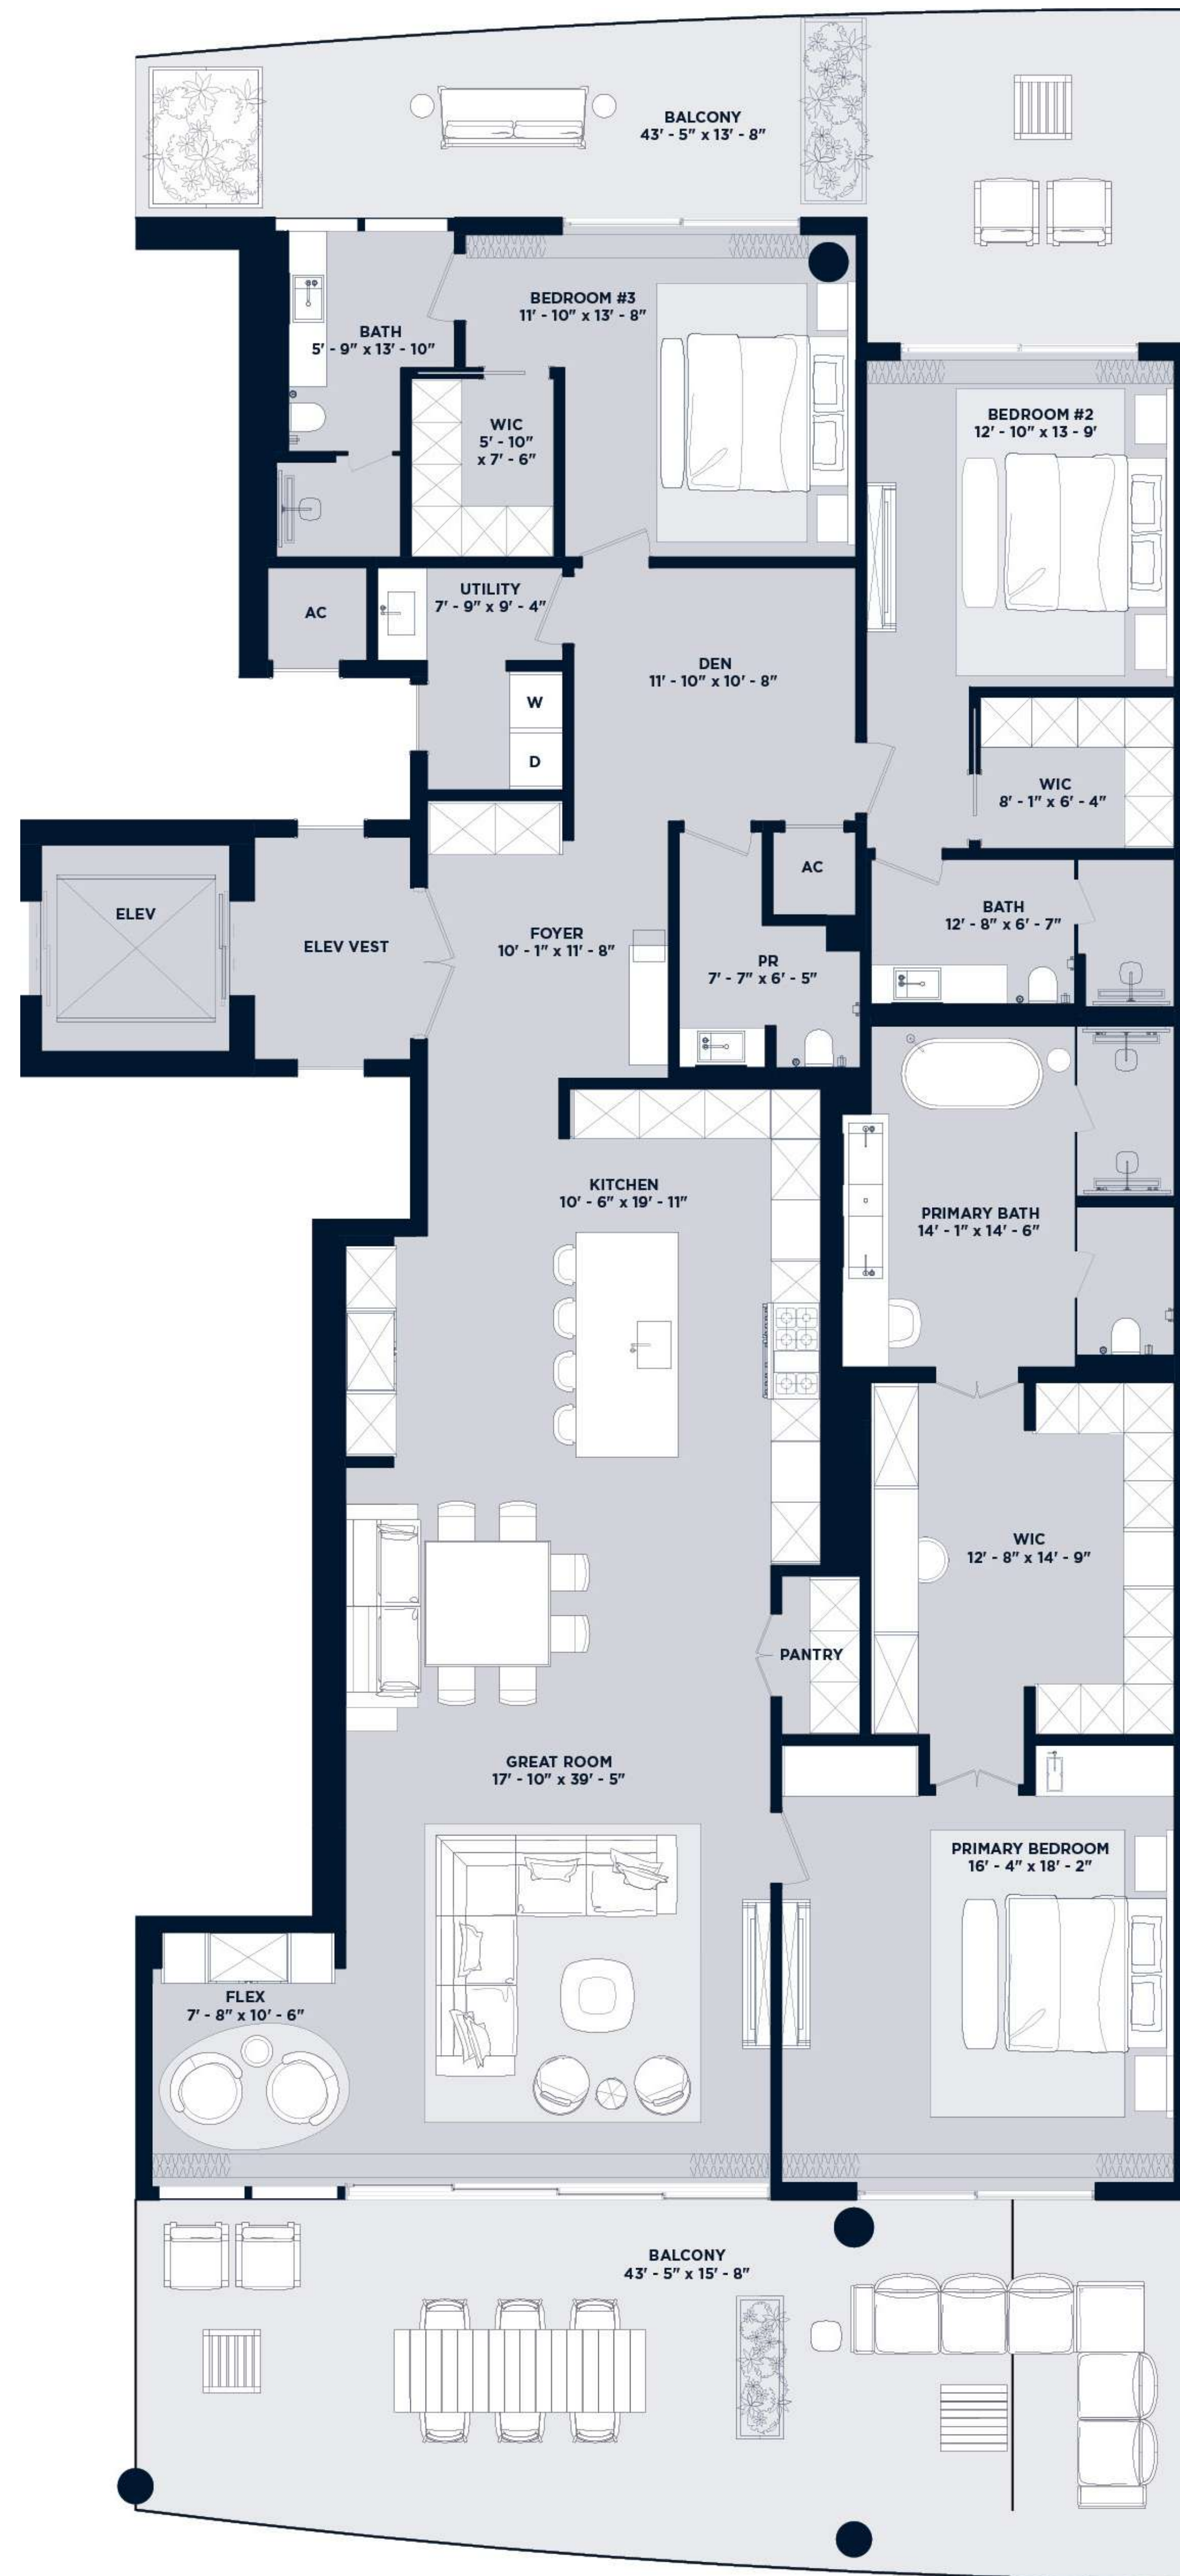 BALCONY
43' - 5" x 13' - 8"
BEDROOM #3
11' - 10" x 13' - 8"
BATH
5' - 9" x 13' - 10"
BEDROOM #2
12' - 10" x 13 - 9'
WIC
5' - 10"
x 7' - 6"
UTILITY
7' - 9" x 9' - 4"
AC
DEN
11' - 10" x 10' - 8"
W
D
WIC
8' - 1" x 6' - 4"
AC
ELEV
ELEV VEST
FOYER
10' - 1" x 11' - 8"
BATH
12' - 8" x 6' - 7"
PR
7' - 7" x 6' - 5"
KITCHEN
10' - 6" x 19' - 11"
PRIMARY BATH
14' - 1" x 14' - 6"
WIC
12' - 8" x 14' - 9"
PANTRY
GREAT ROOM
17' - 10" x 39' - 5"
PRIMARY BEDROOM
16' - 4" x 18' - 2"
FLEX
7' - 8" x 10' - 6"
BALCONY
43' - 5" x 15' - 8"